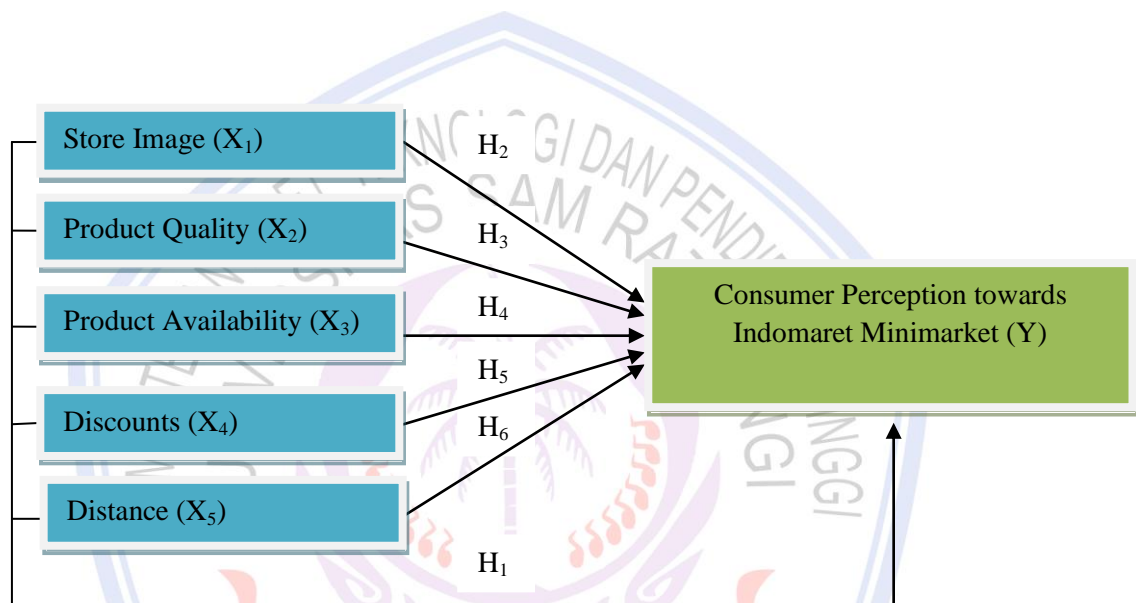 Store Image (X₁)
H₂
Product Quality (X₂)
H₃
Product Availability (X₃)
H₄
Consumer Perception towards
Indomaret Minimarket (Y)
H₅
Discounts (X₄)
H₆
Distance (X₅)
H₁